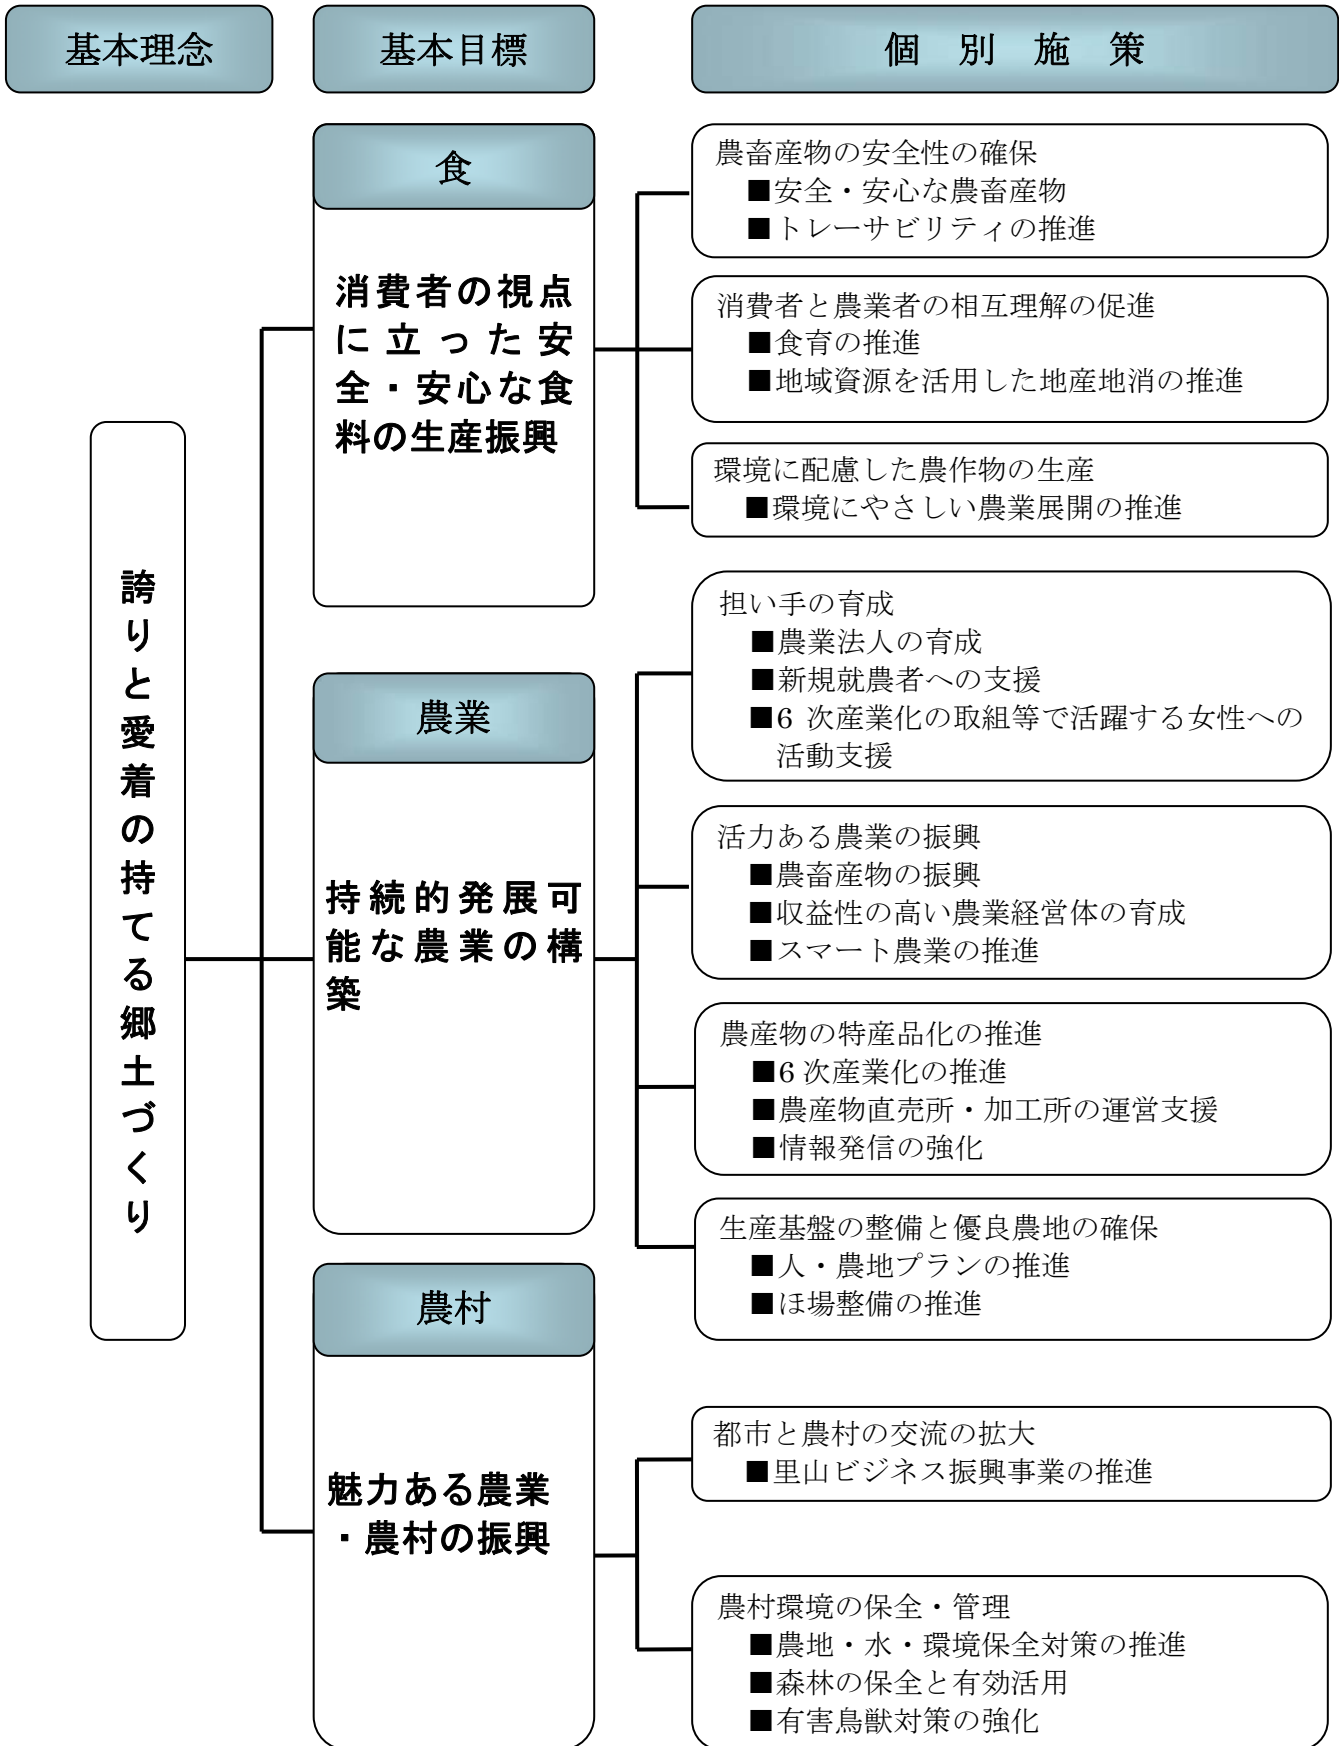 基本理念
基本目標
個別施策
誇りと愛着の持てる郷土づくり
食
消費者の視点
に立った安
全・安心な食
料の生産振興
農畜産物の安全性の確保
■安全・安心な農畜産物
■トレーサビリティの推進
消費者と農業者の相互理解の促進
■食育の推進
■地域資源を活用した地産地消の推進
環境に配慮した農作物の生産
■環境にやさしい農業展開の推進
農業
持続的発展可
能な農業の構
築
担い手の育成
■農業法人の育成
■新規就農者への支援
■6 次産業化の取組等で活躍する女性への
活動支援
活力ある農業の振興
■農畜産物の振興
■収益性の高い農業経営体の育成
■スマート農業の推進
農産物の特産品化の推進
■6 次産業化の推進
■農産物直売所・加工所の運営支援
■情報発信の強化
生産基盤の整備と優良農地の確保
■人・農地プランの推進
■ほ場整備の推進
農村
魅力ある農業
・農村の振興
都市と農村の交流の拡大
■里山ビジネス振興事業の推進
農村環境の保全・管理
■農地・水・環境保全対策の推進
■森林の保全と有効活用
■有害鳥獣対策の強化